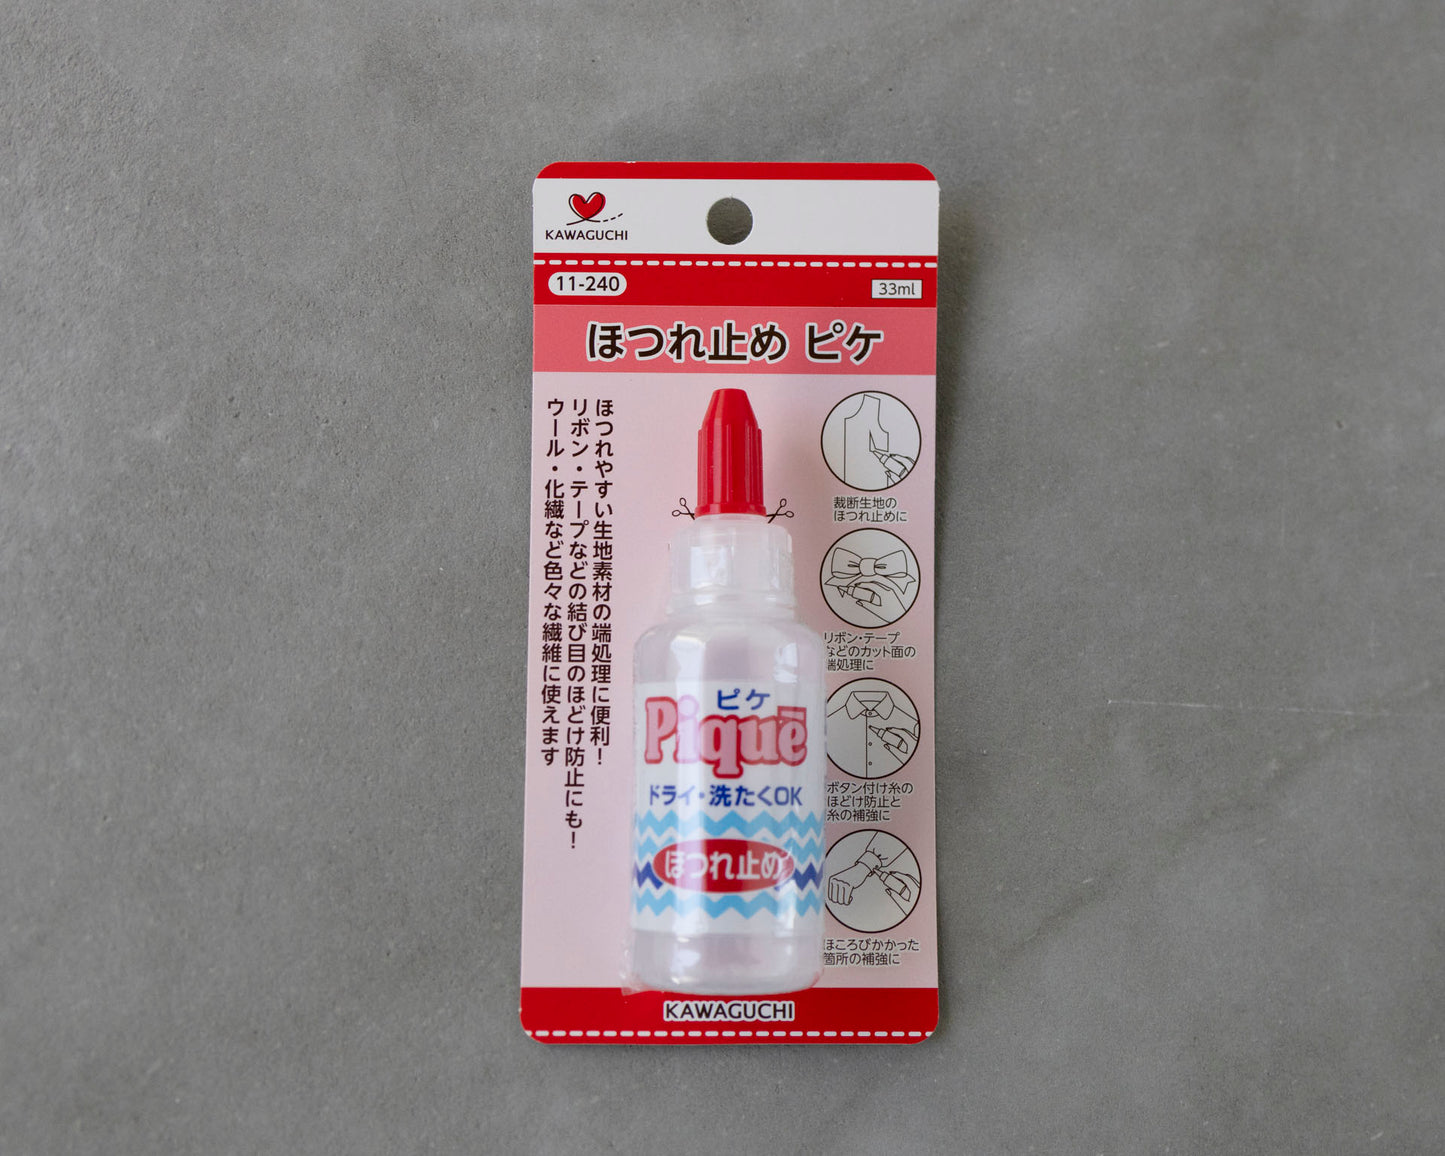 KAWAGUCHI
11-240
33ml
ほつれ止め ピケ
ほつれやすい生地素材の端処理に便利!
リボン・テープなどの結び目のほどけ防止にも!
ウール・化繊など色々な繊維に使えます
裁断生地の
ほつれ止めに
リボン・テープ
などのカット面の
端処理に
ボタン付け糸の
ほどけ防止と
糸の補強に
ほころびかかった
箇所の補強に
ピケ
Piquē
ドライ・洗たくOK
ほつれ止め
KAWAGUCHI